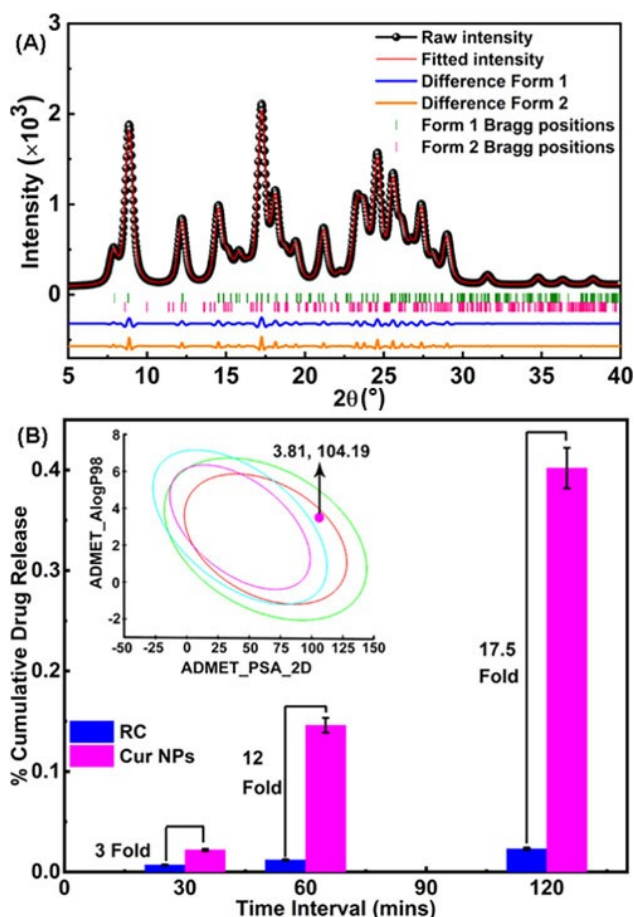 (A)
3
2
1
0
Intensity (×10³)
Raw intensity
Fitted intensity
Difference Form 1
Difference Form 2
Form 1 Bragg positions
Form 2 Bragg positions
5 10 15 20 25 30 35 40
2θ (°)
(B)
0.4
0.3
0.2
0.1
0.0
% Cumulative Drug Release
8
6
4
2
0
-2
ADMET_AlogP98
3.81, 104.19
-50 -25 0 25 50 75 100 125 150
ADMET_PSA_2D
17.5
Fold
RC
Cur NPs
12
Fold
3 Fold
0 30 60 90 120
Time Interval (mins)